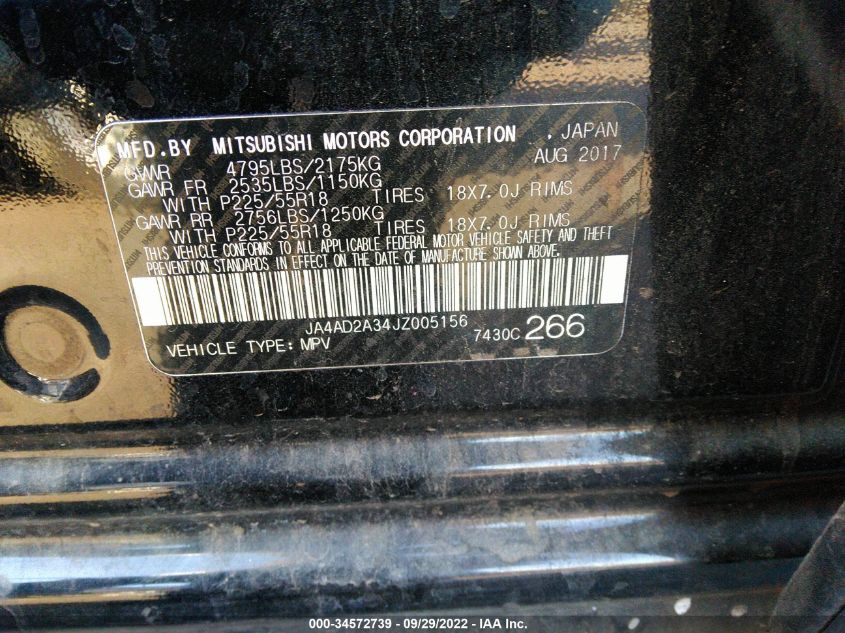 MFD.BY MITSUBISHI MOTORS CORPORATION , JAPAN
GVWR 4795LBS/2175KG AUG 2017
GAWR FR 2535LBS/1150KG
WITH P225/55R18 TIRES 18X7.0J RIMS
GAWR RR 2756LBS/1250KG
WITH P225/55R18 TIRES 18X7.0J RIMS
THIS VEHICLE CONFORMS TO ALL APPLICABLE FEDERAL MOTOR VEHICLE SAFETY AND THEFT
PREVENTION STANDARDS IN EFFECT ON THE DATE OF MANUFACTURE SHOWN ABOVE.
JA4AD2A34JZ005156
VEHICLE TYPE: MPV 7430C 266
000-34572739 - 09/29/2022 - IAA Inc.